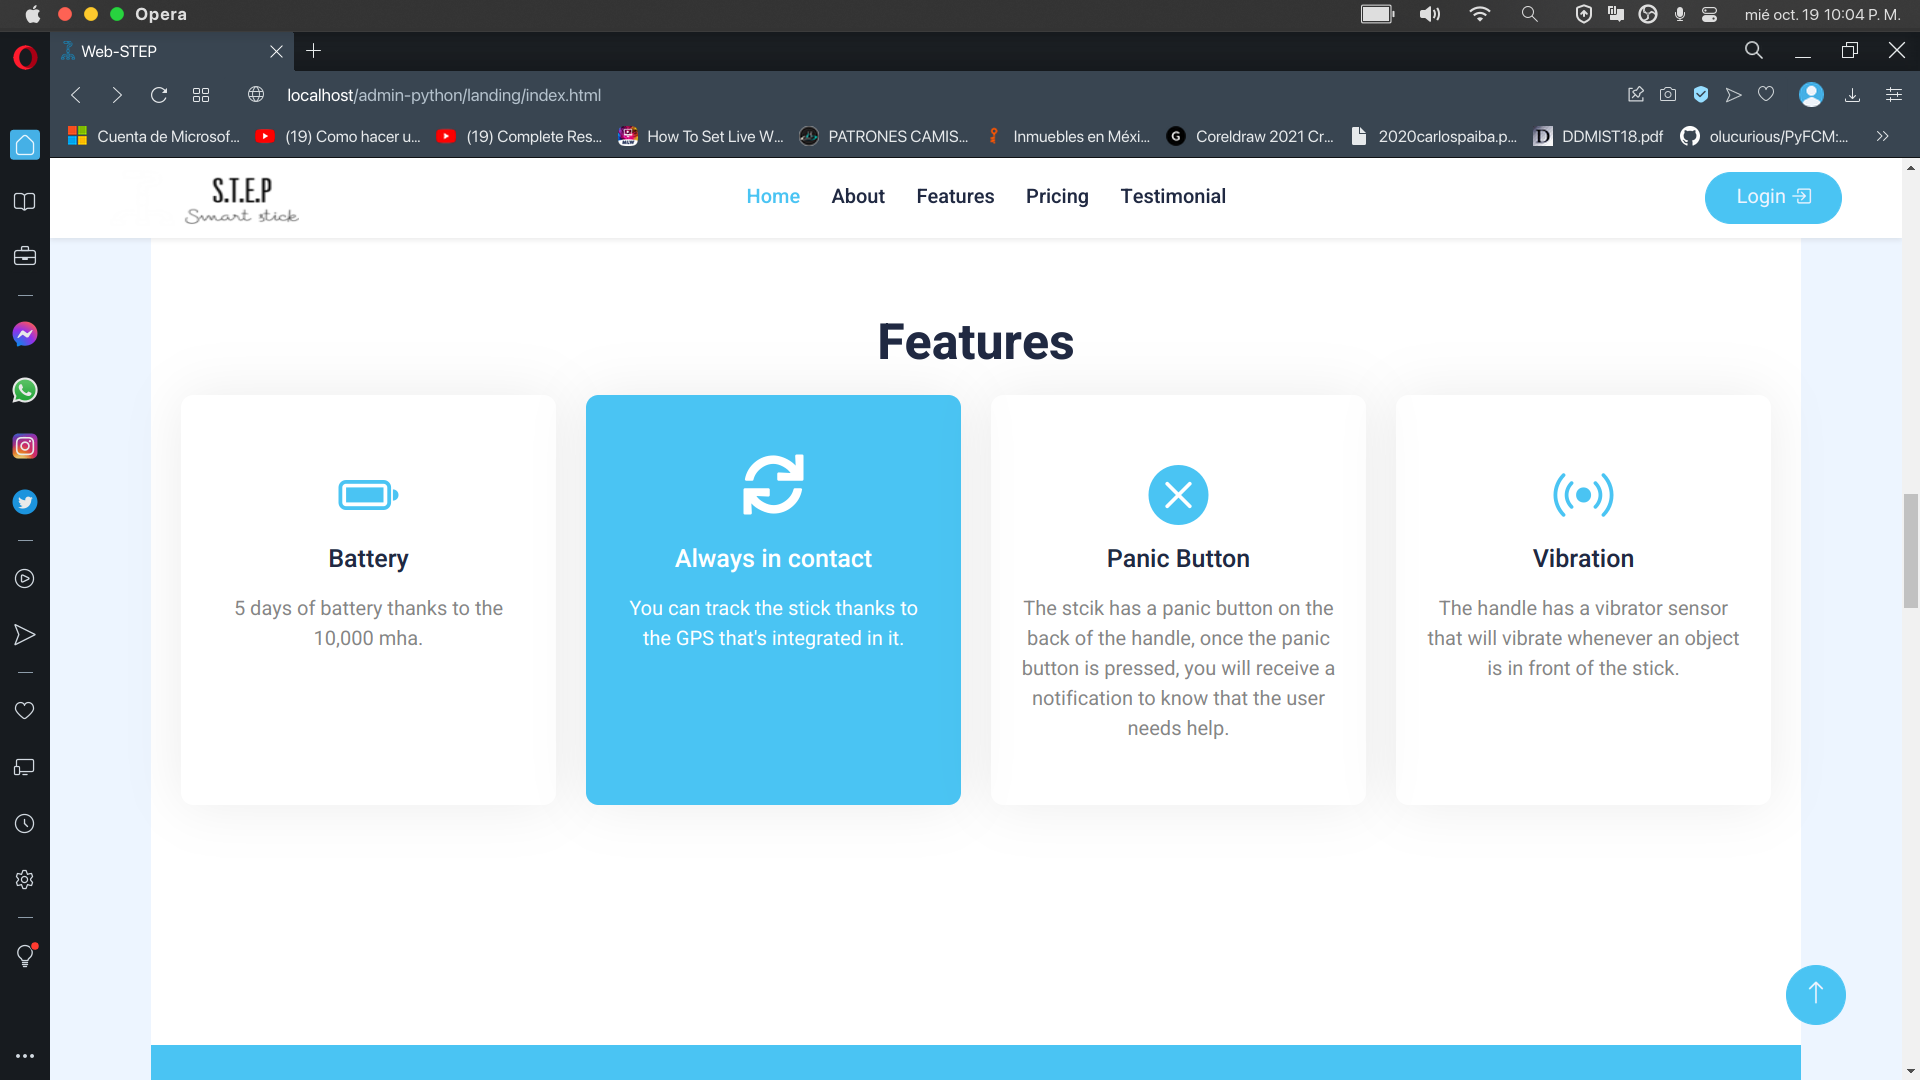 Opera
mié oct. 19 10:04 P. M.
Web-STEP
localhost/admin-python/landing/index.html
Cuenta de Microsof...
(19) Como hacer u...
(19) Complete Res...
How To Set Live W...
PATRONES CAMIS...
Inmuebles en Méxi...
Coreldraw 2021 Cr...
2020carlospaiba.p...
DDMIST18.pdf
olucurious/PyFCM:...
S.T.E.P
Smart stick
Home
About
Features
Pricing
Testimonial
Login
Features
Battery
5 days of battery thanks to the
10,000 mha.
Always in contact
You can track the stick thanks to
the GPS that's integrated in it.
Panic Button
The stcik has a panic button on the
back of the handle, once the panic
button is pressed, you will receive a
notification to know that the user
needs help.
Vibration
The handle has a vibrator sensor
that will vibrate whenever an object
is in front of the stick.